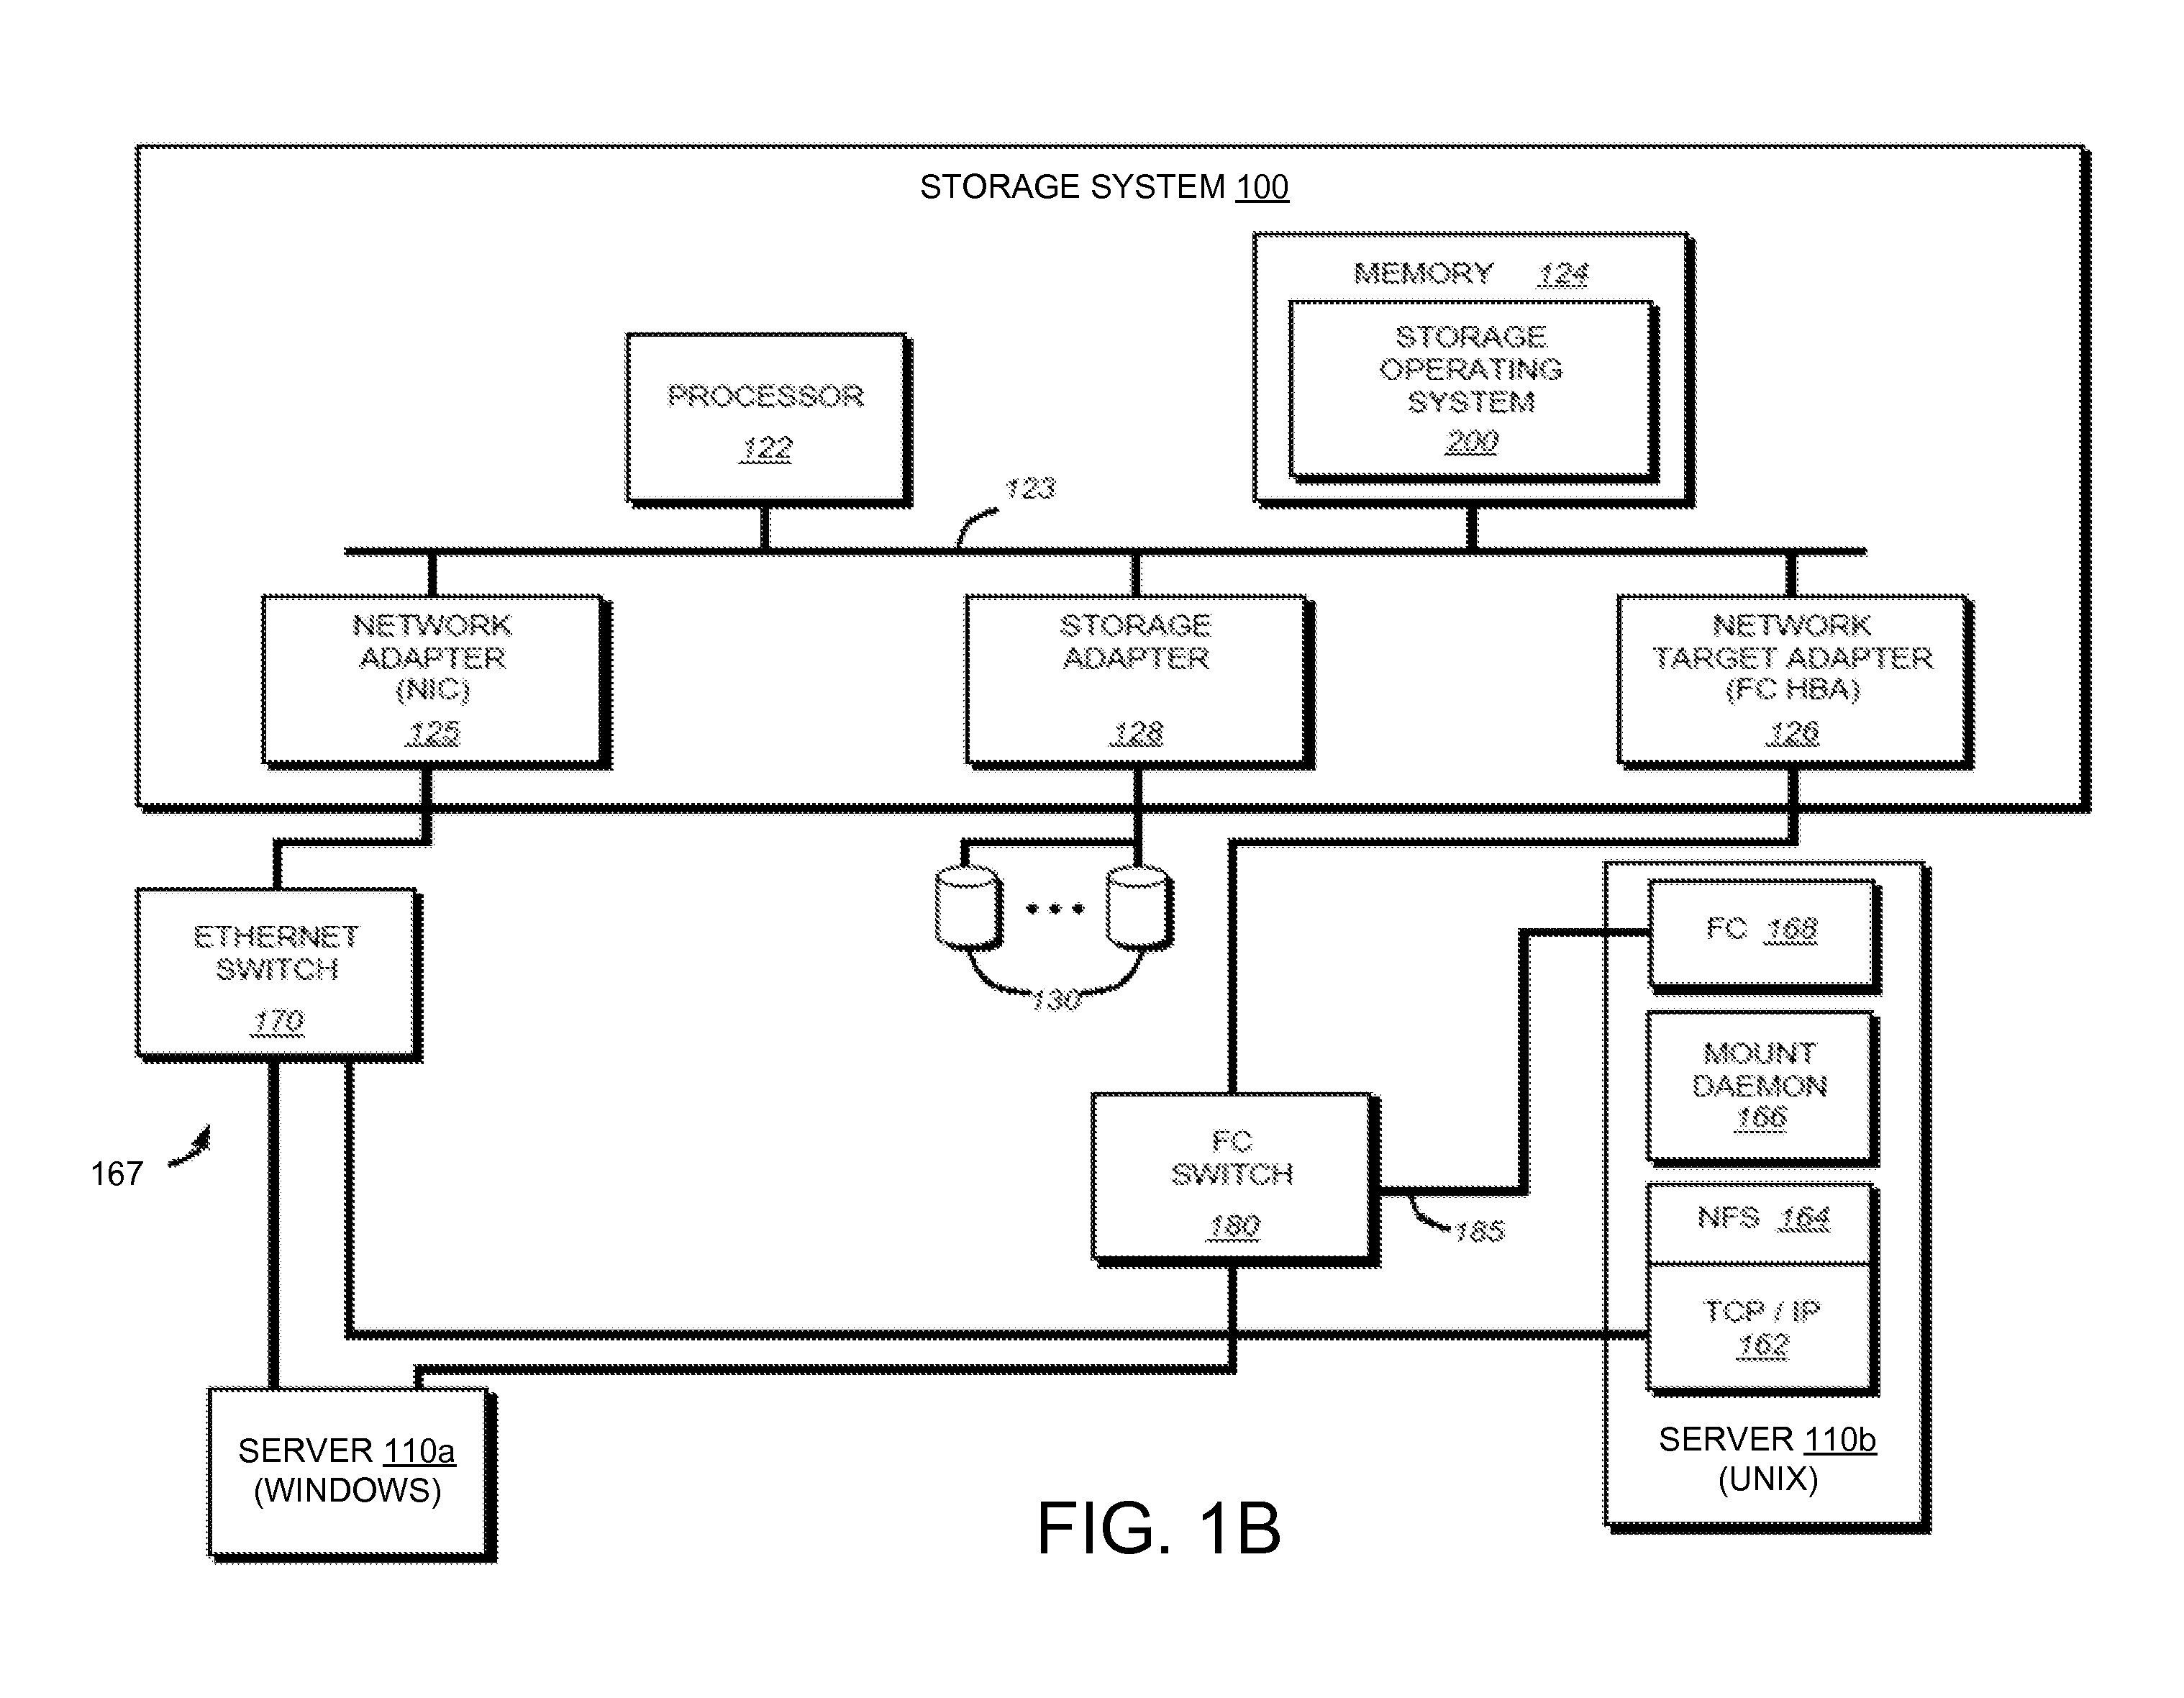 STORAGE SYSTEM 100
MEMORY 124
STORAGE
OPERATING
SYSTEM
200
PROCESSOR
122
123
NETWORK
ADAPTER
(NIC)
125
STORAGE
ADAPTER
128
NETWORK
TARGET ADAPTER
(FC HBA)
126
ETHERNET
SWITCH
170
130
FC 168
MOUNT
DAEMON
166
167
FC
SWITCH
180
185
NFS 164
TCP / IP
162
SERVER 110a
(WINDOWS)
SERVER 110b
(UNIX)
FIG. 1B